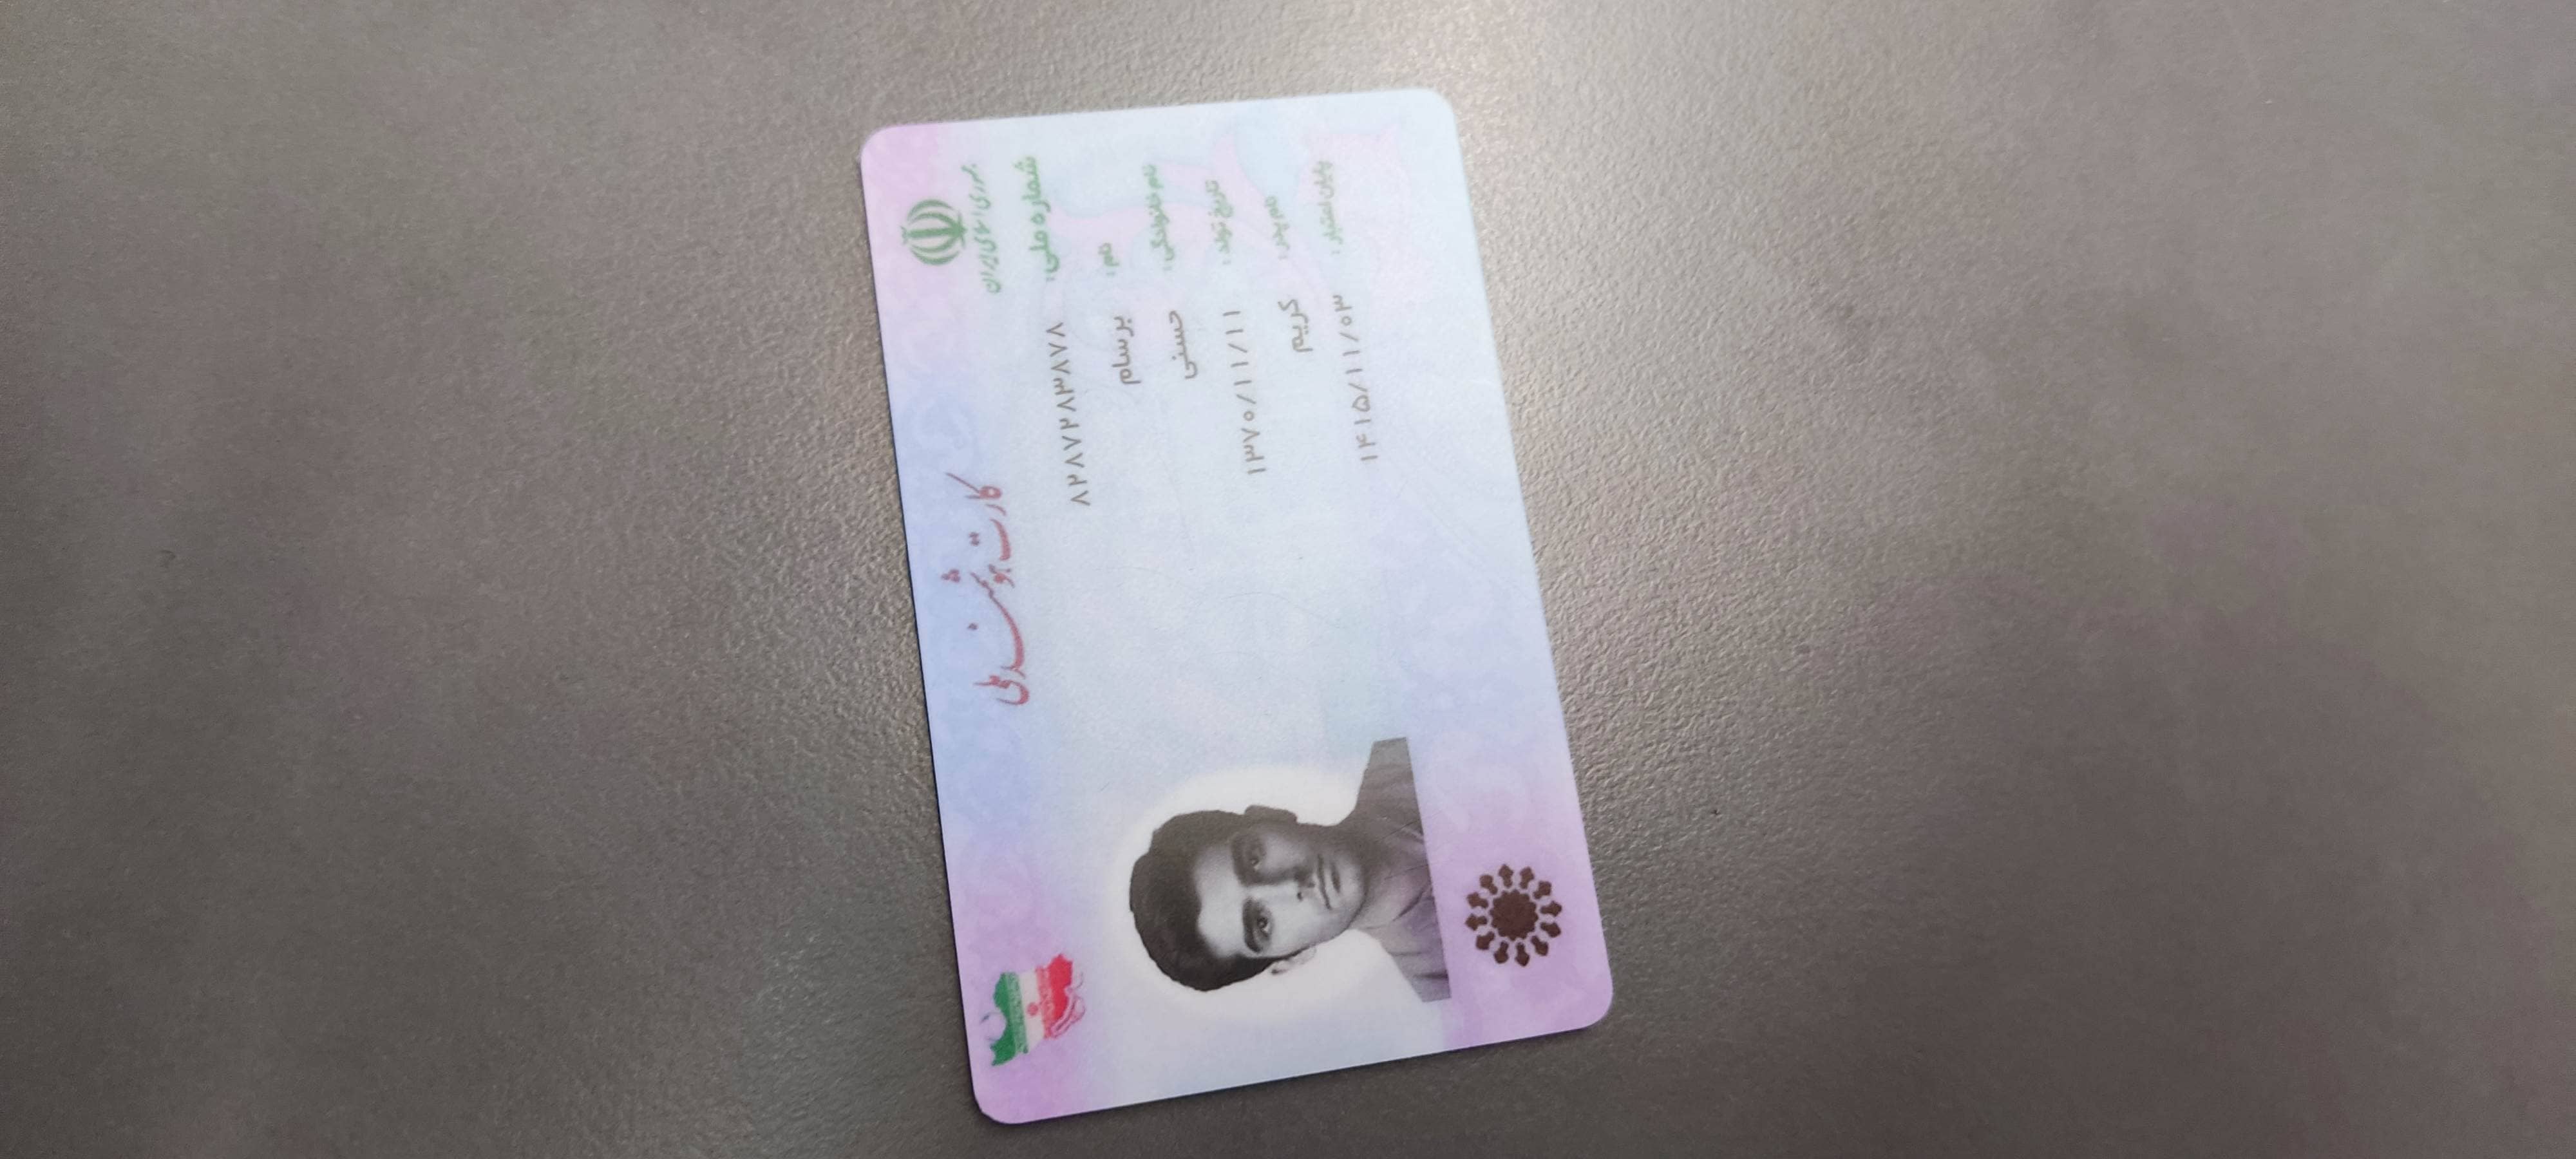 جمهوری اسلامی ایران
کارت هوشمند ملی
شماره ملی: ۸۲۸۷۲۸۳۸۷۸
نام: برسام
نام خانوادگی: حسنی
تاریخ تولد: ۱۳۷۰/۱۱/۱۱
نام پدر: کریم
پایان اعتبار: ۱۴۱۵/۱۱/۰۳